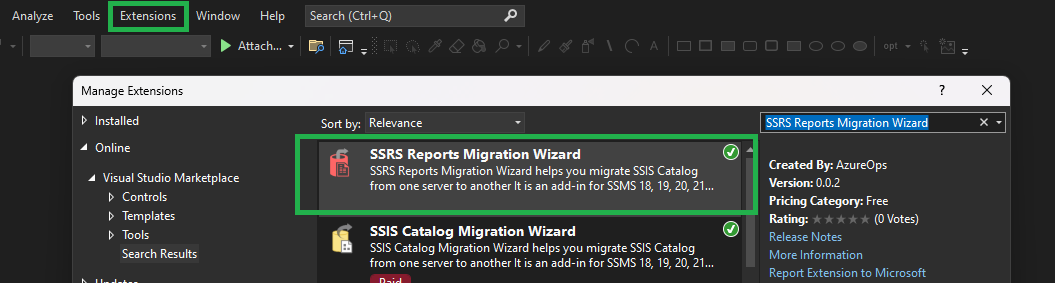 Analyze Tools Extensions Window Help Search (Ctrl+Q)
Attach... opt
Manage Extensions ?
Installed
Online
Visual Studio Marketplace
Controls
Templates
Tools
Search Results
Updates
Sort by: Relevance
SSRS Reports Migration Wizard
SSRS Reports Migration Wizard helps you migrate SSIS Catalog
from one server to another It is an add-in for SSMS 18, 19, 20, 21...
SSIS Catalog Migration Wizard
SSIS Catalog Migration Wizard helps you migrate SSIS Catalog
from one server to another It is an add-in for SSMS 18, 19, 20, 21...
Paid
SSRS Reports Migration Wizard
Created By: AzureOps
Version: 0.0.2
Pricing Category: Free
Rating: (0 Votes)
Release Notes
More Information
Report Extension to Microsoft